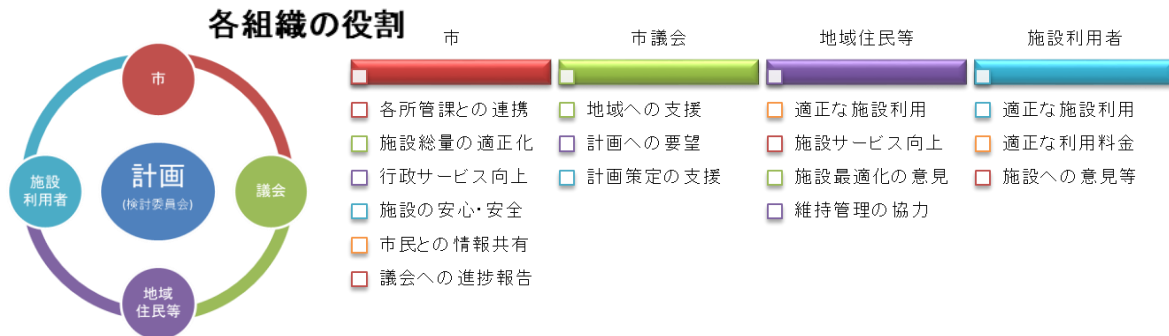 各組織の役割
市
議会
地域
住民等
施設
利用者
計画
(検討委員会)
市
各所管課との連携
施設総量の適正化
行政サービス向上
施設の安心・安全
市民との情報共有
議会への進捗報告
市議会
地域への支援
計画への要望
計画策定の支援
地域住民等
適正な施設利用
施設サービス向上
施設最適化の意見
維持管理の協力
施設利用者
適正な施設利用
適正な利用料金
施設への意見等